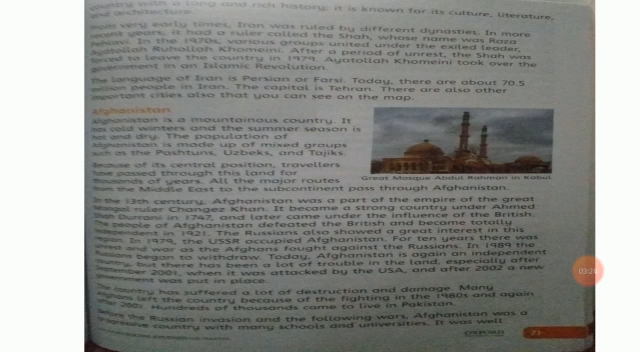 country with a long and rich history; it is known for its culture, literature,
and architecture.
From very early times, Iran was ruled by different dynasties. In more
recent years, it had a ruler called the Shah, whose name was Raza
Pahlavi. In the 1970s, various groups united under the exiled leader,
Ayatollah Ruhollah Khomeini. After a period of unrest, the Shah was
forced to leave the country in 1979. Ayatollah Khomeini took over the
government in an Islamic Revolution.
The language of Iran is Persian or Farsi. Today, there are about 70.5
million people in Iran. The capital is Tehran. There are also other
important cities also that you can see on the map.
Afghanistan
Afghanistan is a mountainous country. It
has cold winters and the summer season is
hot and dry. The population of
Afghanistan is made up of mixed groups
such as the Pashtuns, Uzbeks, and Tajiks.
Because of its central position, travellers
have passed through this land for
thousands of years. All the major routes
from the Middle East to the subcontinent pass through Afghanistan.
Great Mosque Abdul Rahman in Kabul
In the 13th century, Afghanistan was a part of the empire of the great
Mongol ruler Changez Khan. It became a strong country under Ahmed
Shah Durrani in 1747, and later came under the influence of the British.
The people of Afghanistan defeated the British and became totally
independent in 1921. The Russians also showed a great interest in this
region. In 1979, the USSR occupied Afghanistan. For ten years there was
unrest and war as the Afghans fought against the Russians. In 1989 the
Russians began to withdraw. Today, Afghanistan is again an independent
country, but there has been a lot of trouble in the land, especially after
September 2001, when it was attacked by the USA, and after 2002 a new
government was put in place.
The country has suffered a lot of destruction and damage. Many
Afghans left the country because of the fighting in the 1980s and again
in 2002. Hundreds of thousands came to live in Pakistan.
Before the Russian invasion and the following wars, Afghanistan was a
progressive country with many schools and universities. It was well
OXFORD
71
03:20